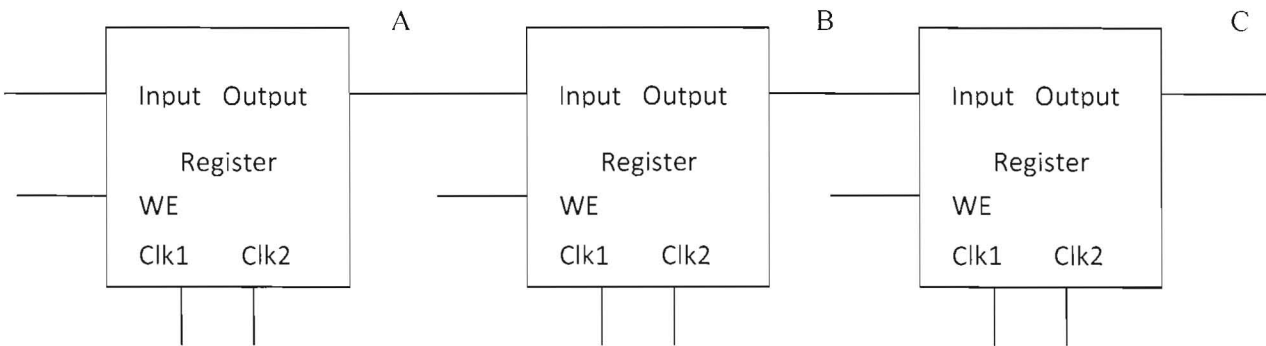 A B C
Input Output Input Output Input Output
Register Register Register
WE WE WE
Clk1 Clk2 Clk1 Clk2 Clk1 Clk2